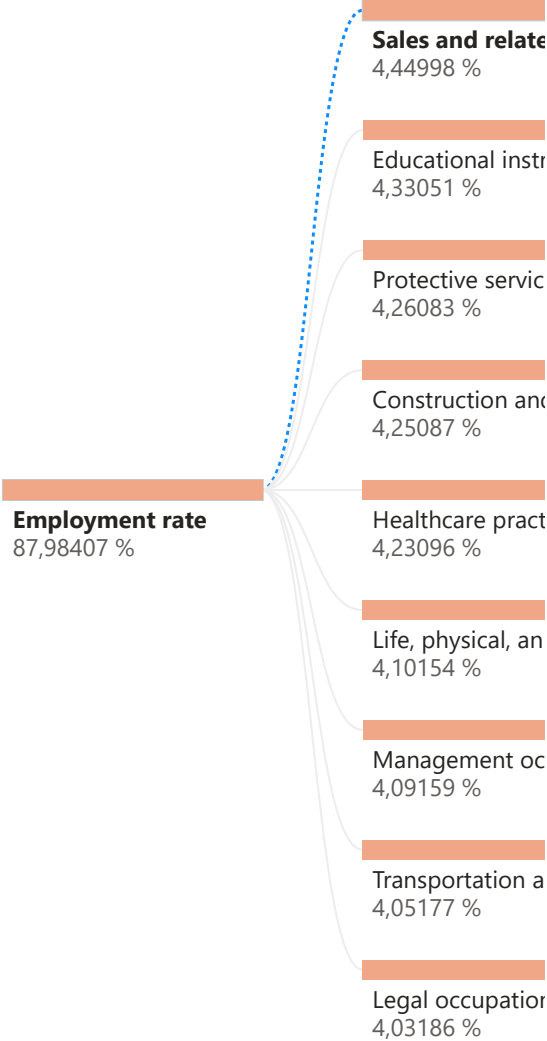 Sales and relate
4,44998 %
Educational instr
4,33051 %
Protective servic
4,26083 %
Construction and
4,25087 %
Healthcare pract
4,23096 %
Employment rate
87,98407 %
Life, physical, an
4,10154 %
Management oc
4,09159 %
Transportation a
4,05177 %
Legal occupation
4,03186 %